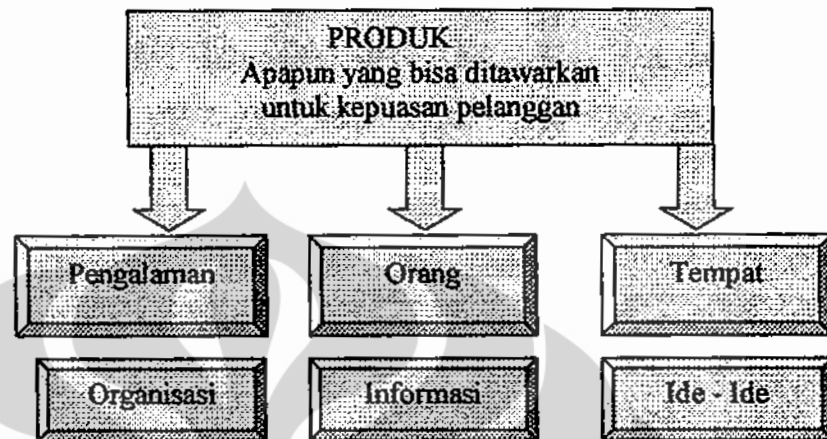 PRODUK
Apapun yang bisa ditawarkan
untuk kepuasan pelanggan
Pengalaman
Orang
Tempat
Organisasi
Informasi
Ide - Ide